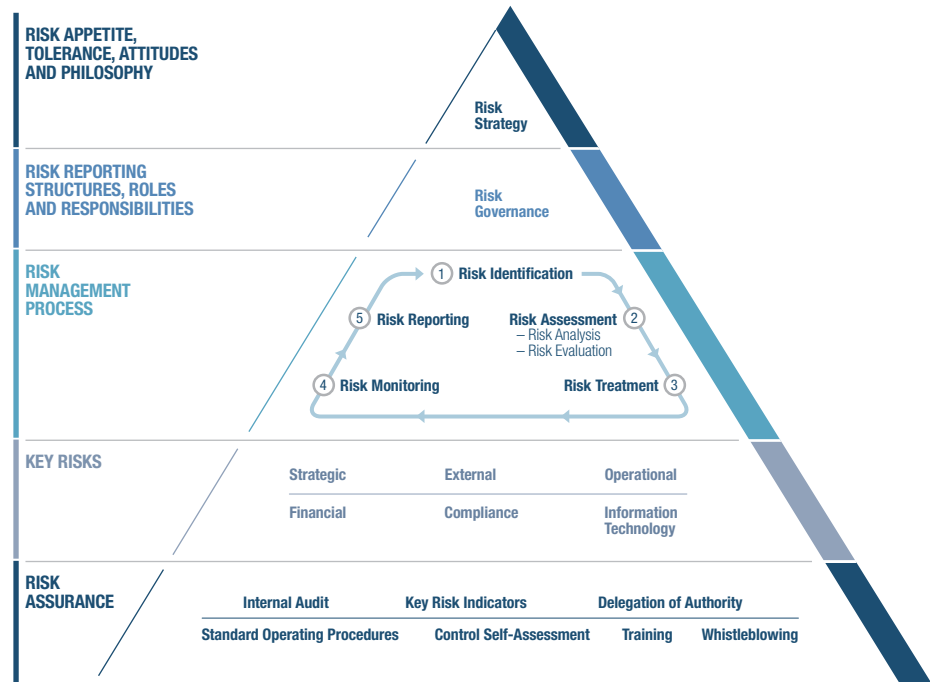 RISK APPETITE,
TOLERANCE, ATTITUDES
AND PHILOSOPHY
Risk
Strategy
RISK REPORTING
STRUCTURES, ROLES
AND RESPONSIBILITIES
Risk
Governance
RISK
MANAGEMENT
PROCESS
1 Risk Identification
5 Risk Reporting
Risk Assessment 2
– Risk Analysis
– Risk Evaluation
4 Risk Monitoring
Risk Treatment 3
KEY RISKS
Strategic External Operational
Financial Compliance Information
Technology
RISK
ASSURANCE
Internal Audit Key Risk Indicators Delegation of Authority
Standard Operating Procedures Control Self-Assessment Training Whistleblowing